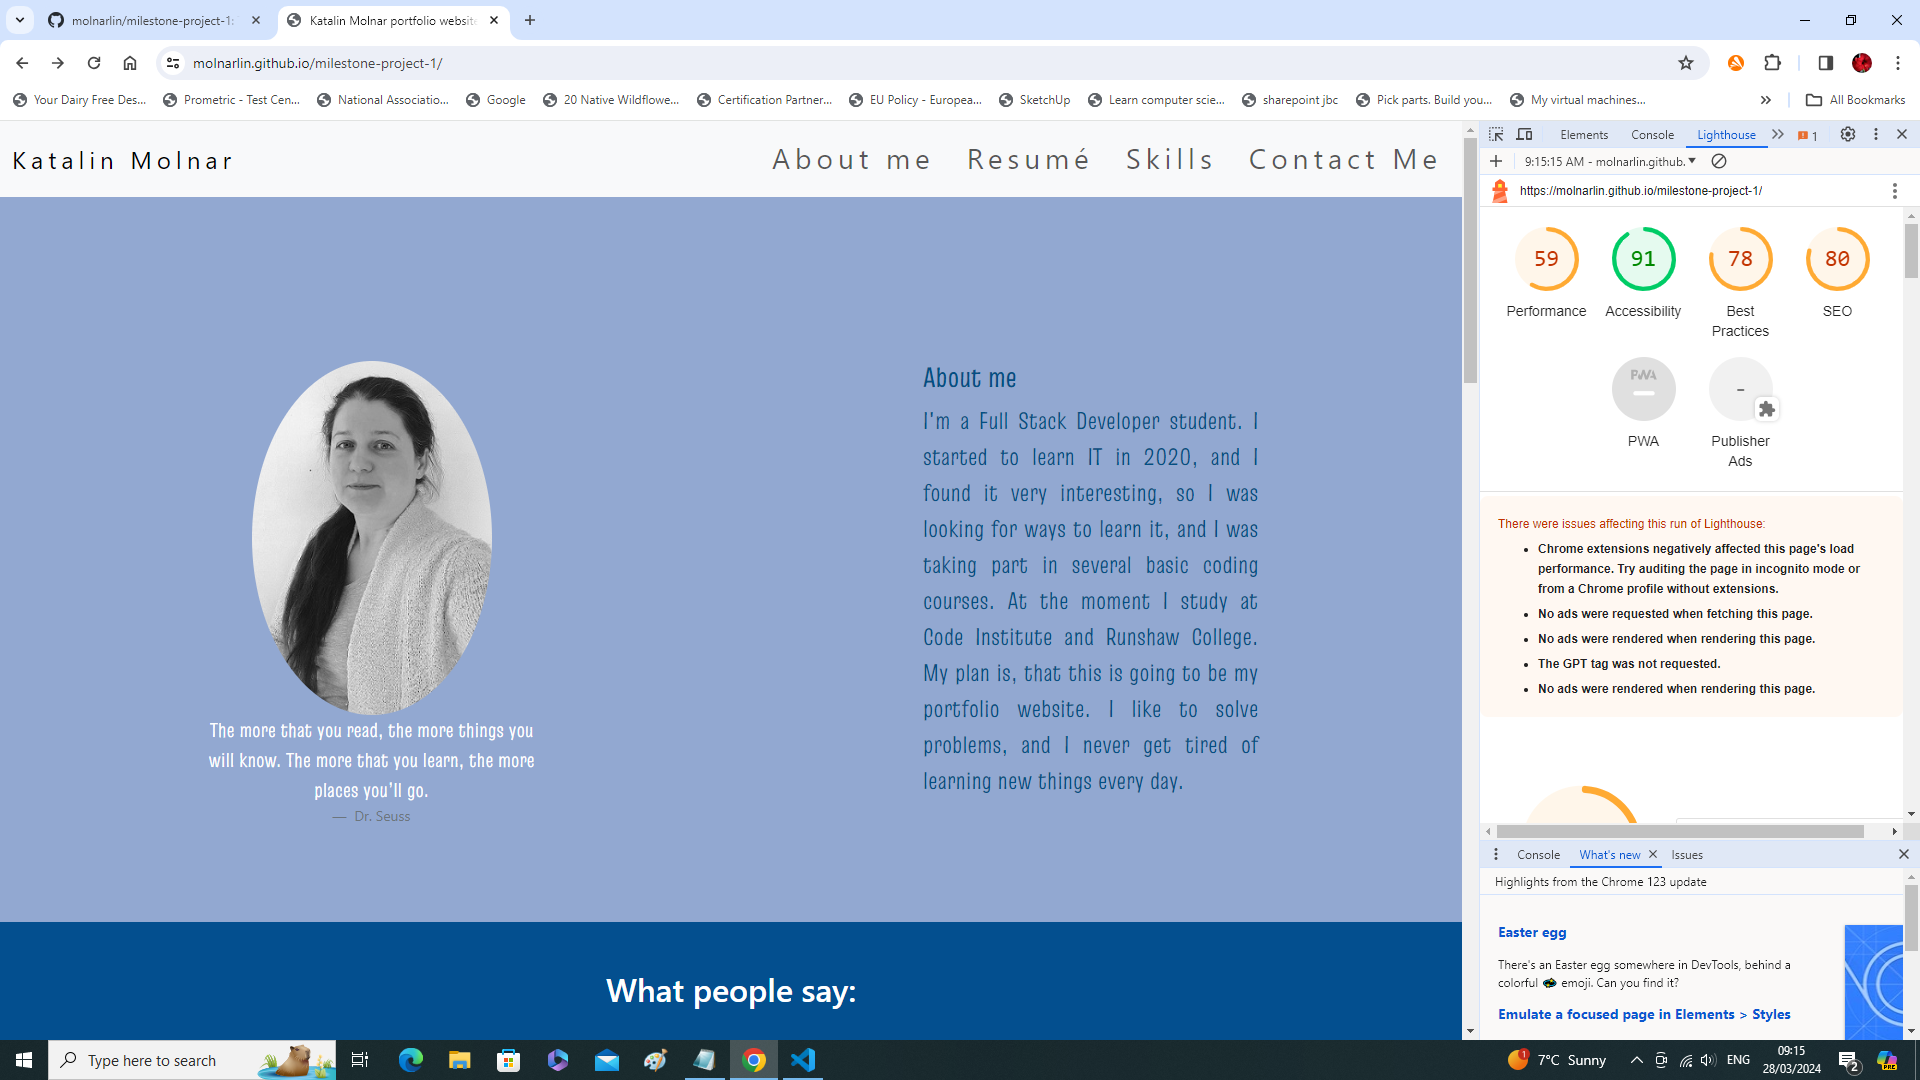 molnarlin/milestone-project-1:
Katalin Molnar portfolio website
molnarlin.github.io/milestone-project-1/
Your Dairy Free Des...
Prometric - Test Cen...
National Associatio...
Google
20 Native Wildflowe...
Certification Partner...
EU Policy - Europea...
SketchUp
Learn computer scie...
sharepoint jbc
Pick parts. Build you...
My virtual machines...
All Bookmarks
Katalin Molnar
About me
Resumé
Skills
Contact Me
About me
I'm a Full Stack Developer student. I
started to learn IT in 2020, and I
found it very interesting, so I was
looking for ways to learn it, and I was
taking part in several basic coding
courses. At the moment I study at
Code Institute and Runshaw College.
My plan is, that this is going to be my
portfolio website. I like to solve
problems, and I never get tired of
learning new things every day.
The more that you read, the more things you
will know. The more that you learn, the more
places you'll go.
— Dr. Seuss
What people say:
Elements
Console
Lighthouse
1
9:15:15 AM - molnarlin.github.
https://molnarlin.github.io/milestone-project-1/
59
91
78
80
Performance
Accessibility
Best
Practices
SEO
PWA
-
PWA
Publisher
Ads
There were issues affecting this run of Lighthouse:
• Chrome extensions negatively affected this page's load
performance. Try auditing the page in incognito mode or
from a Chrome profile without extensions.
• No ads were requested when fetching this page.
• No ads were rendered when rendering this page.
• The GPT tag was not requested.
• No ads were rendered when rendering this page.
Console
What's new
Issues
Highlights from the Chrome 123 update
Easter egg
There's an Easter egg somewhere in DevTools, behind a
colorful emoji. Can you find it?
Emulate a focused page in Elements > Styles
Type here to search
1
7°C Sunny
ENG
09:15
28/03/2024
2
PRE